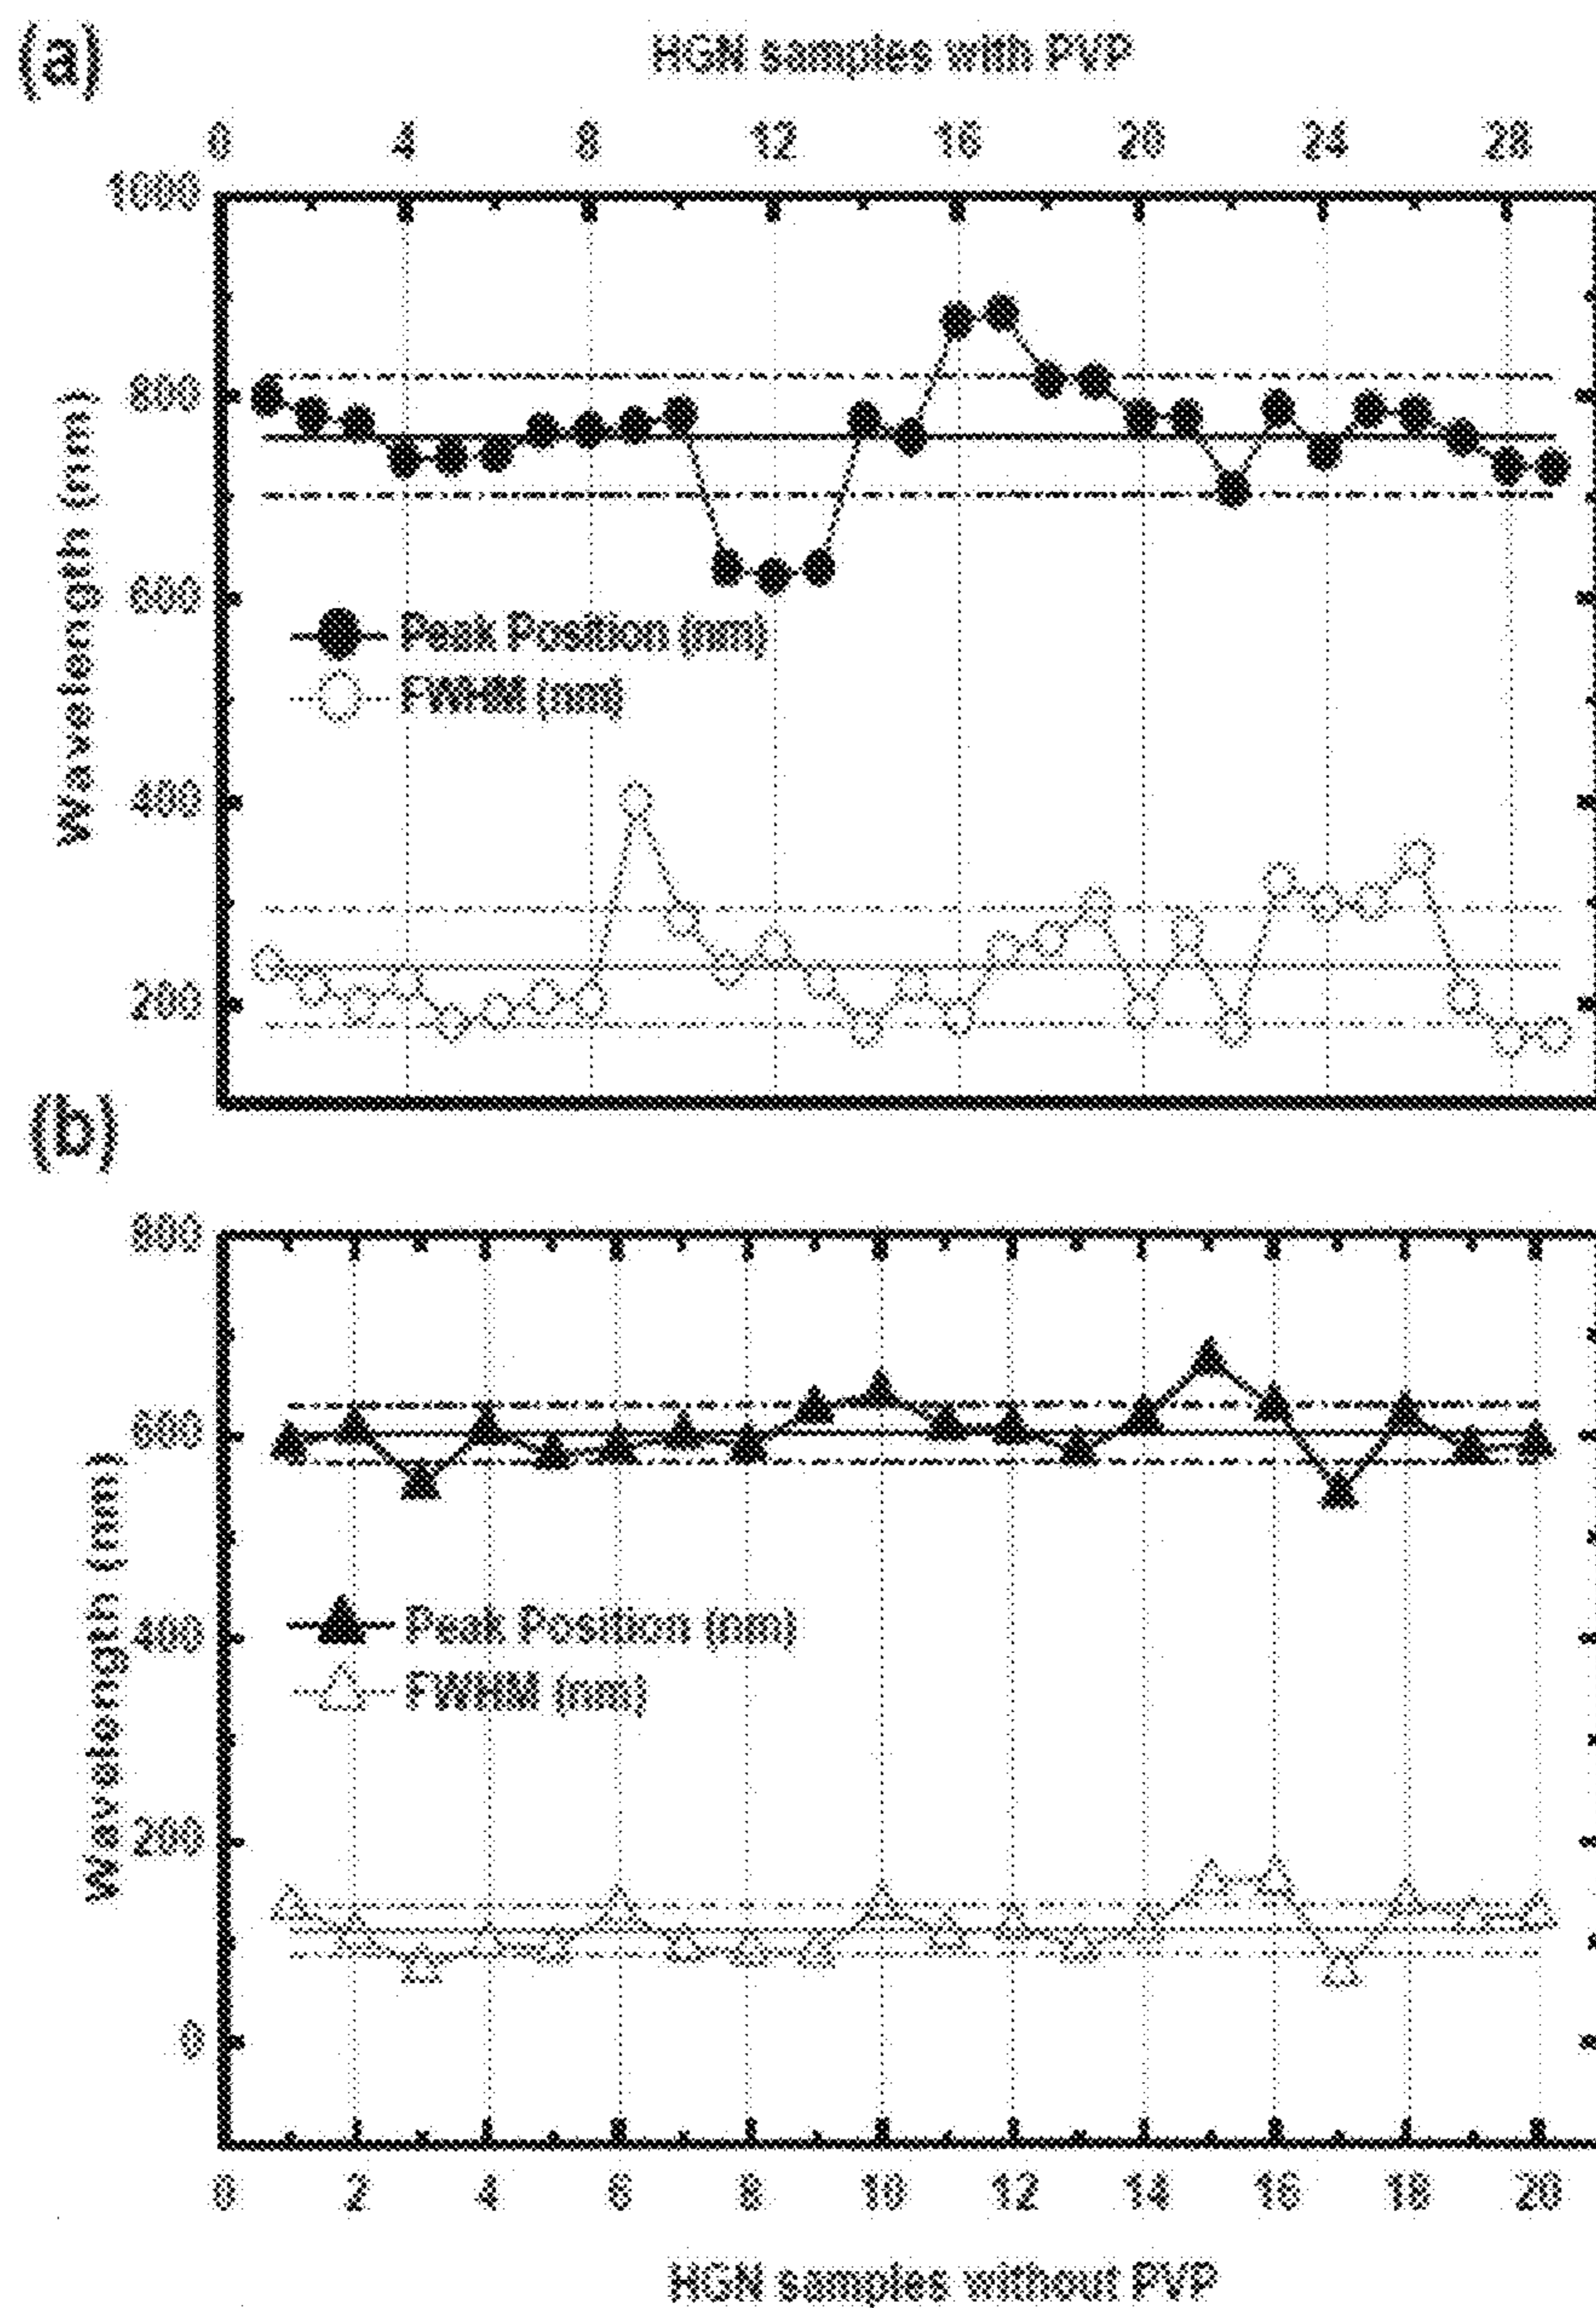 (a)
HGN samples with PVP
0 4 8 12 16 20 24 28
1000
800
600
400
200
Wavelength (nm)
Peak Position (nm)
FWHM (nm)
(b)
800
600
400
200
0
Wavelength (nm)
Peak Position (nm)
FWHM (nm)
0 2 4 6 8 10 12 14 16 18 20
HGN samples without PVP